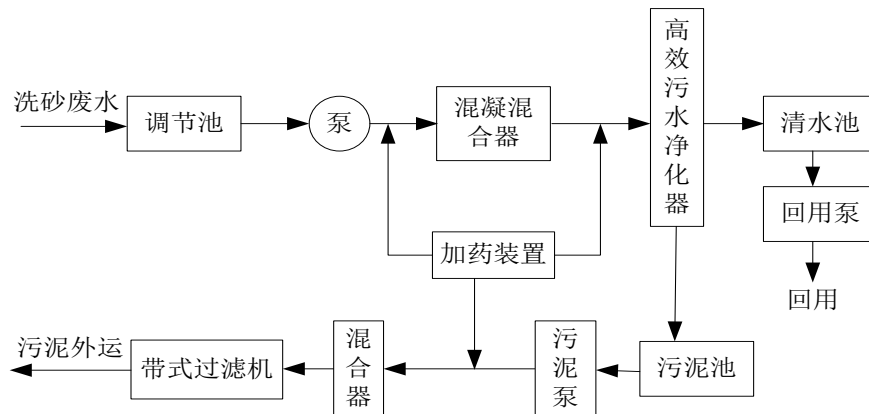 洗砂废水
调节池
泵
混凝混
合器
高效污水净化器
清水池
回用泵
回用
加药装置
污泥外运
带式过滤机
混合器
污泥泵
污泥池